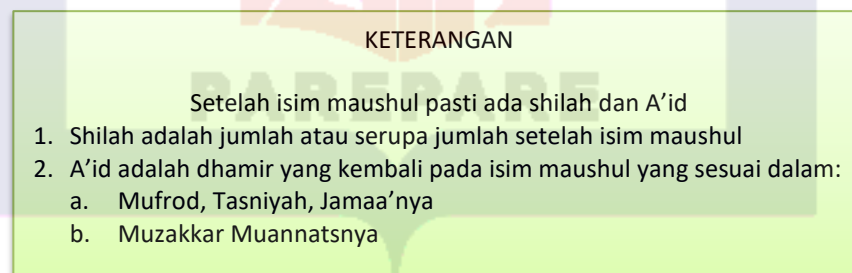 KETERANGAN
PAREPARE
Setelah isim maushul pasti ada shilah dan A’id
1. Shilah adalah jumlah atau serupa jumlah setelah isim maushul
2. A’id adalah dhamir yang kembali pada isim maushul yang sesuai dalam:
a. Mufrod, Tasniyah, Jamaa’nya
b. Muzakkar Muannatsnya